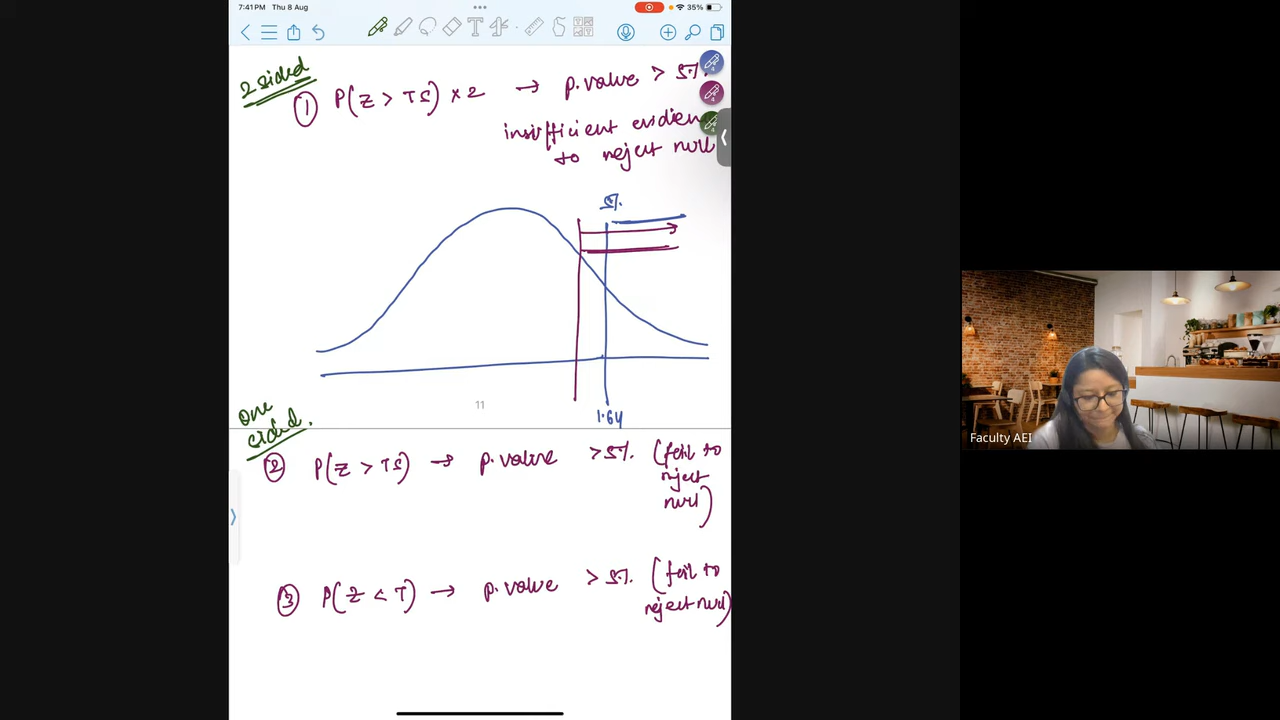 7:41 PM Thu 8 Aug
35%
2 sided
① P(Z > TS) × 2 → p.value > 5%
insufficient eviden
to reject null
5%
11
1.64
One sided.
② P(Z > TS) → p.value > 5% (fail to
reject
null)
③ P(Z < T) → p.value > 5% (fail to
reject null)
Faculty AEI